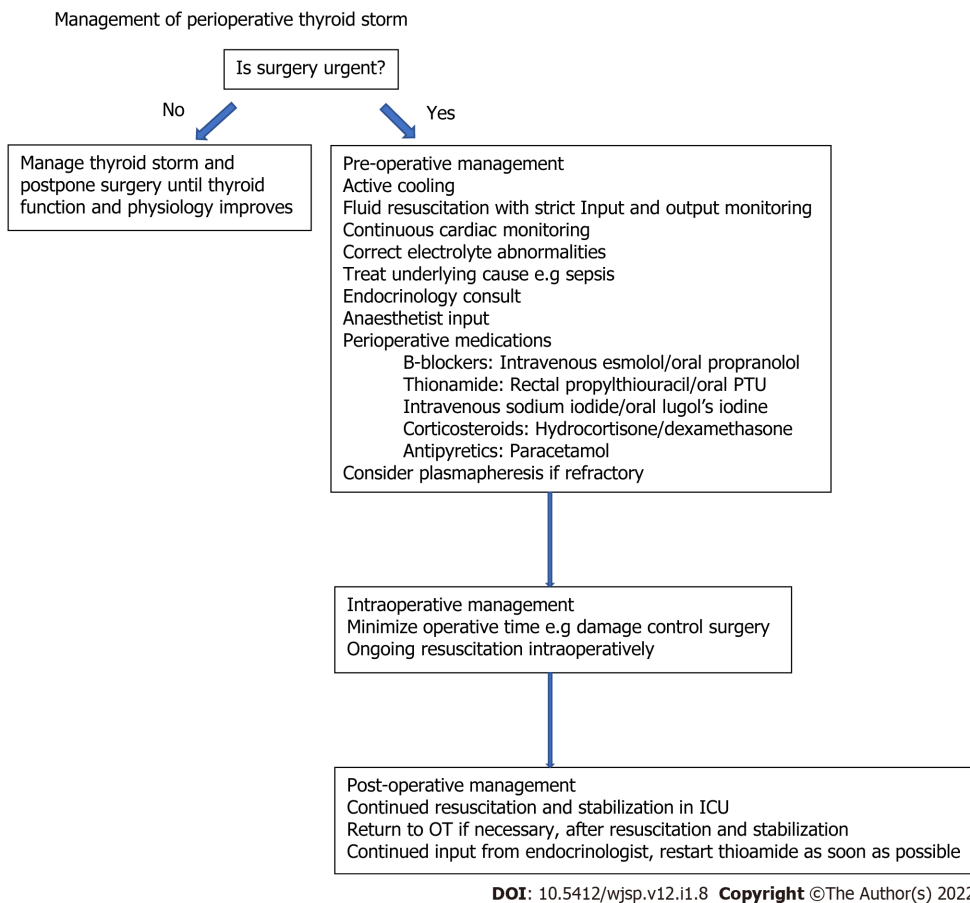 Management of perioperative thyroid storm
Is surgery urgent?
No
Yes
Manage thyroid storm and
postpone surgery until thyroid
function and physiology improves
Pre-operative management
Active cooling
Fluid resuscitation with strict Input and output monitoring
Continuous cardiac monitoring
Correct electrolyte abnormalities
Treat underlying cause e.g sepsis
Endocrinology consult
Anaesthetist input
Perioperative medications
B-blockers: Intravenous esmolol/oral propranolol
Thionamide: Rectal propylthiouracil/oral PTU
Intravenous sodium iodide/oral lugol's iodine
Corticosteroids: Hydrocortisone/dexamethasone
Antipyretics: Paracetamol
Consider plasmapheresis if refractory
Intraoperative management
Minimize operative time e.g damage control surgery
Ongoing resuscitation intraoperatively
Post-operative management
Continued resuscitation and stabilization in ICU
Return to OT if necessary, after resuscitation and stabilization
Continued input from endocrinologist, restart thioamide as soon as possible
DOI: 10.5412/wjsp.v12.i1.8 Copyright ©The Author(s) 2022